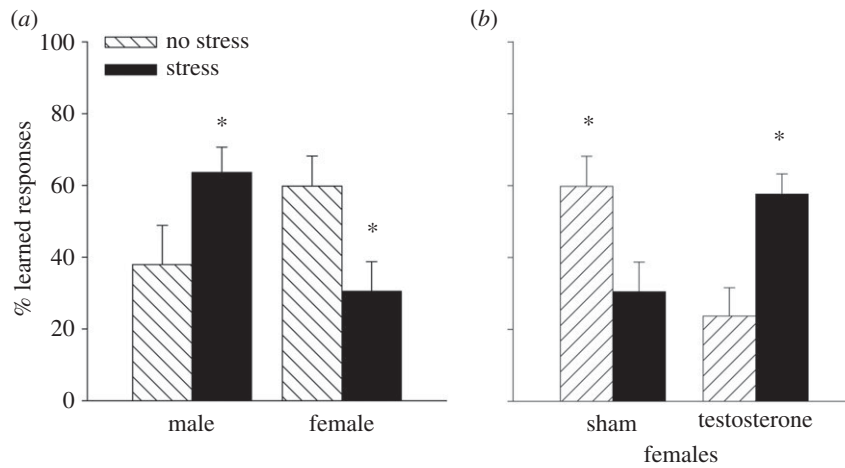 (a)
no stress
stress
% learned responses
100
80
60
40
20
0
*
*
male
female
(b)
*
*
sham
testosterone
females